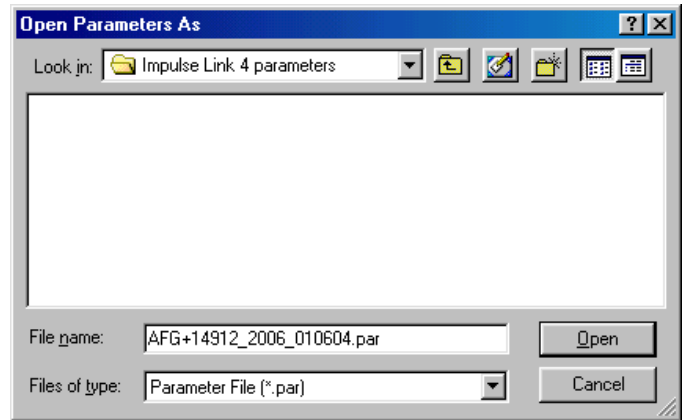 Open Parameters As
Look in: Impulse Link 4 parameters
File name: AFG+14912_2006_010604.par Open
Files of type: Parameter File (*.par) Cancel